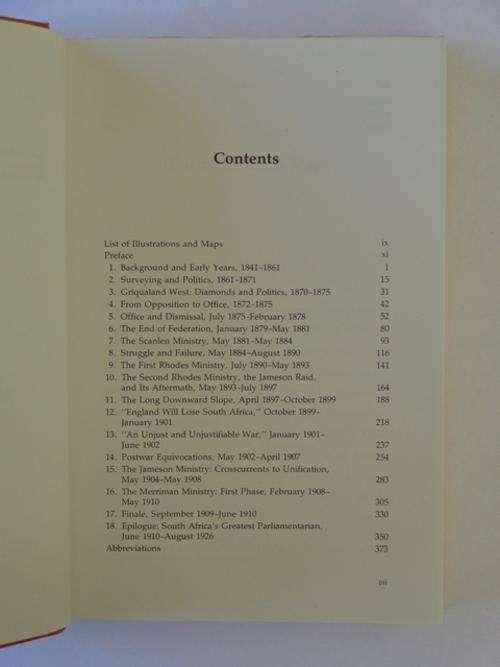 Contents
List of Illustrations and Maps ix
Preface xi
1. Background and Early Years, 1841–1861 1
2. Surveying and Politics, 1861–1871 15
3. Griqualand West: Diamonds and Politics, 1870–1875 31
4. From Opposition to Office, 1872–1875 42
5. Office and Dismissal, July 1875–February 1878 52
6. The End of Federation, January 1879–May 1881 80
7. The Scanlen Ministry, May 1881–May 1884 93
8. Struggle and Failure, May 1884–August 1890 116
9. The First Rhodes Ministry, July 1890–May 1893 141
10. The Second Rhodes Ministry, the Jameson Raid,
and Its Aftermath, May 1893–July 1897 164
11. The Long Downward Slope, April 1897–October 1899 188
12. "England Will Lose South Africa," October 1899–
January 1901 218
13. "An Unjust and Unjustifiable War," January 1901–
June 1902 237
14. Postwar Equivocations, May 1902–April 1907 254
15. The Jameson Ministry: Crosscurrents to Unification,
May 1904–May 1908 283
16. The Merriman Ministry: First Phase, February 1908–
May 1910 305
17. Finale, September 1909–June 1910 330
18. Epilogue: South Africa's Greatest Parliamentarian,
June 1910–August 1926 350
Abbreviations 373
vii